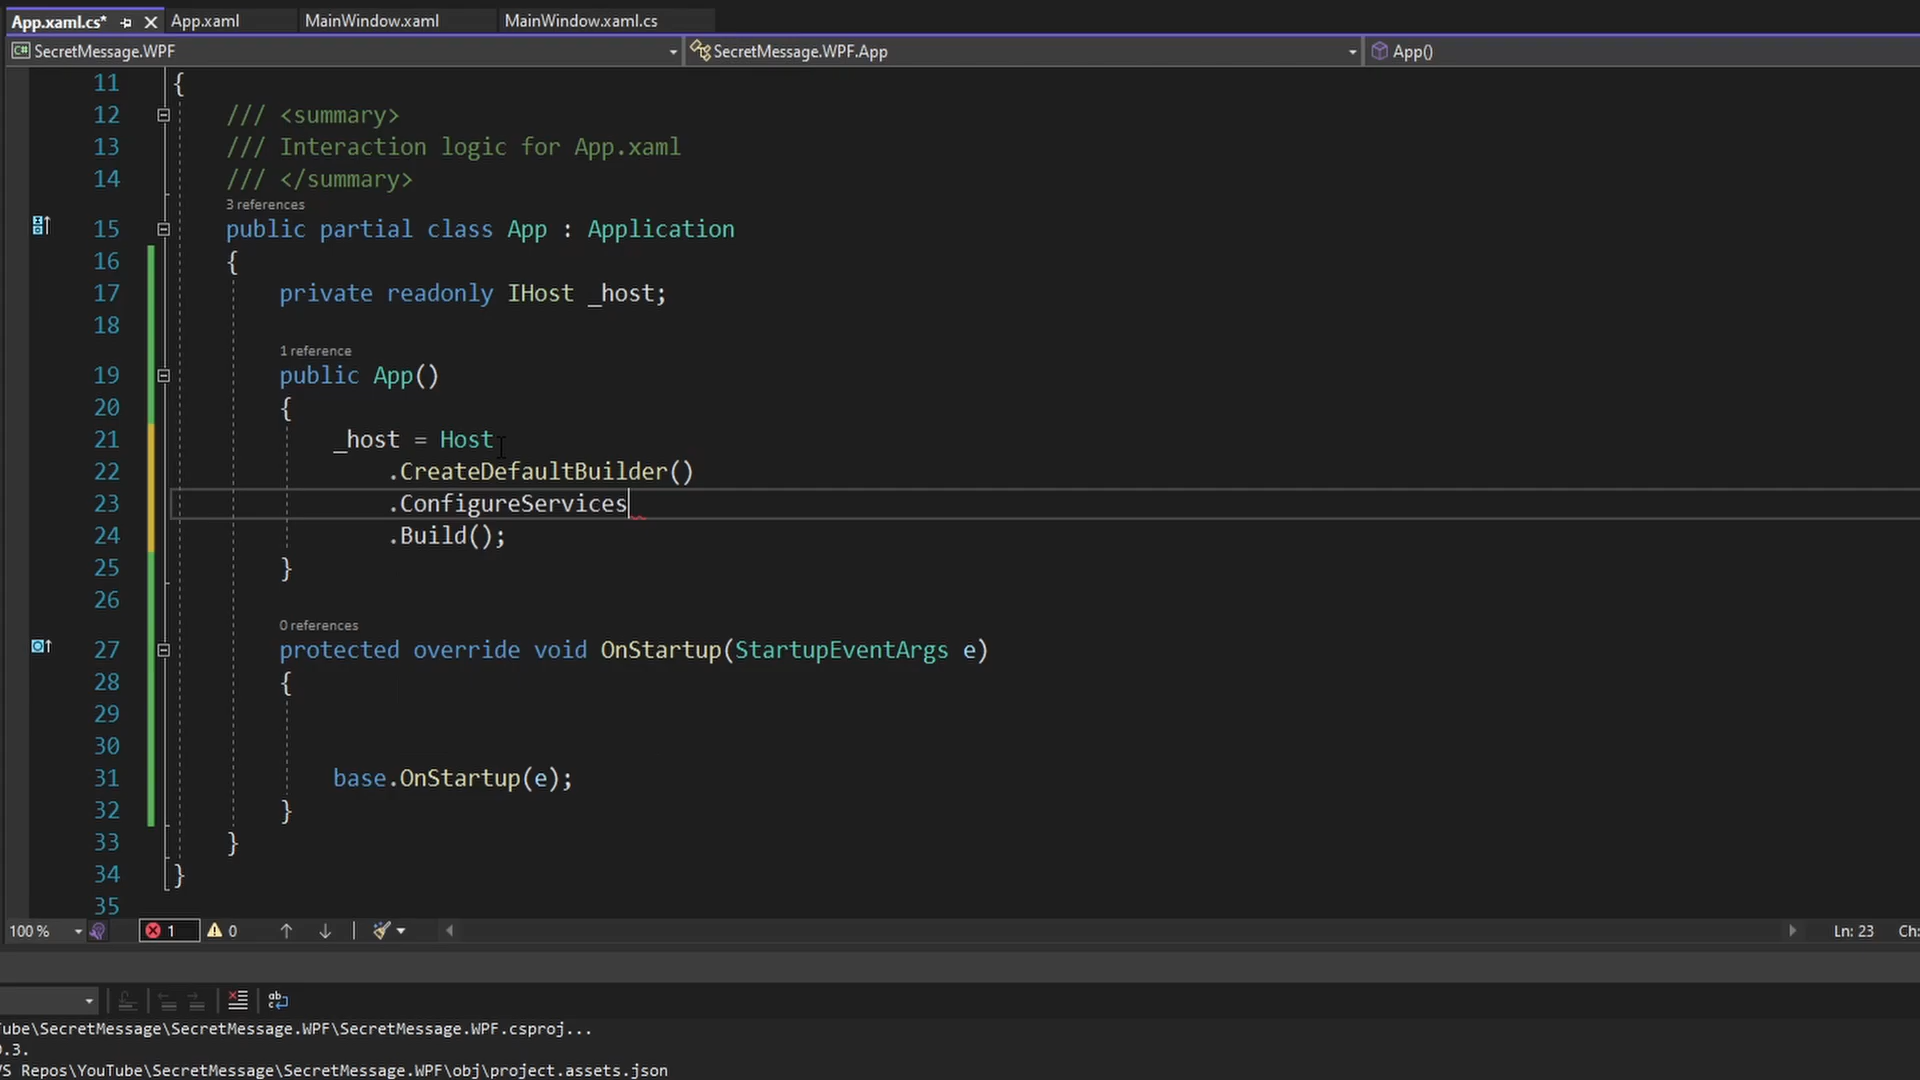 App.xaml.cs* App.xaml MainWindow.xaml MainWindow.xaml.cs
C# SecretMessage.WPF SecretMessage.WPF.App App()
11 {
12 /// <summary>
13 /// Interaction logic for App.xaml
14 /// </summary>
3 references
15 public partial class App : Application
16 {
17 private readonly IHost _host;
18
1 reference
19 public App()
20 {
21 _host = Host
22 .CreateDefaultBuilder()
23 .ConfigureServices
24 .Build();
25 }
26
0 references
27 protected override void OnStartup(StartupEventArgs e)
28 {
29
30
31 base.OnStartup(e);
32 }
33 }
34 }
35
100 % 1 0 Ln: 23 Ch:
ube\SecretMessage\SecretMessage.WPF\SecretMessage.WPF.csproj...
0.3.
VS Repos\YouTube\SecretMessage\SecretMessage.WPF\obj\project.assets.json